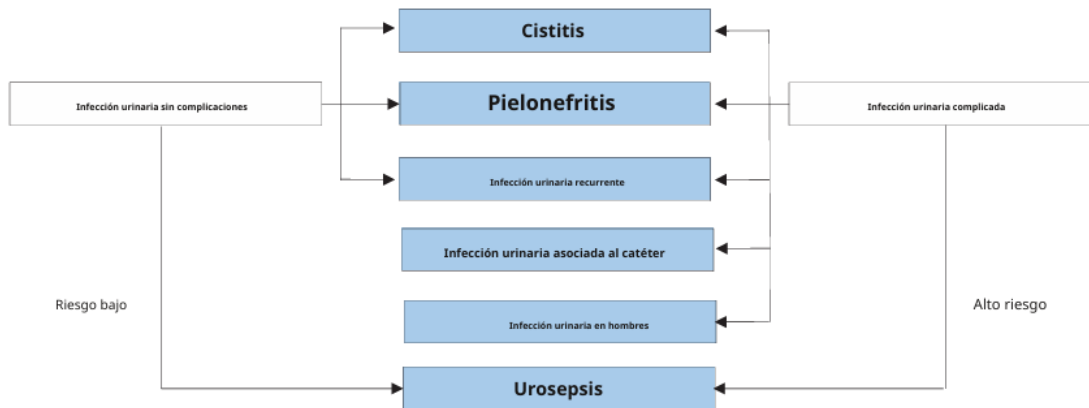 Cistitis
Infección urinaria sin complicaciones
Pielonefritis
Infección urinaria complicada
Infección urinaria recurrente
Infección urinaria asociada al catéter
Riesgo bajo
Alto riesgo
Infección urinaria en hombres
Urosepsis